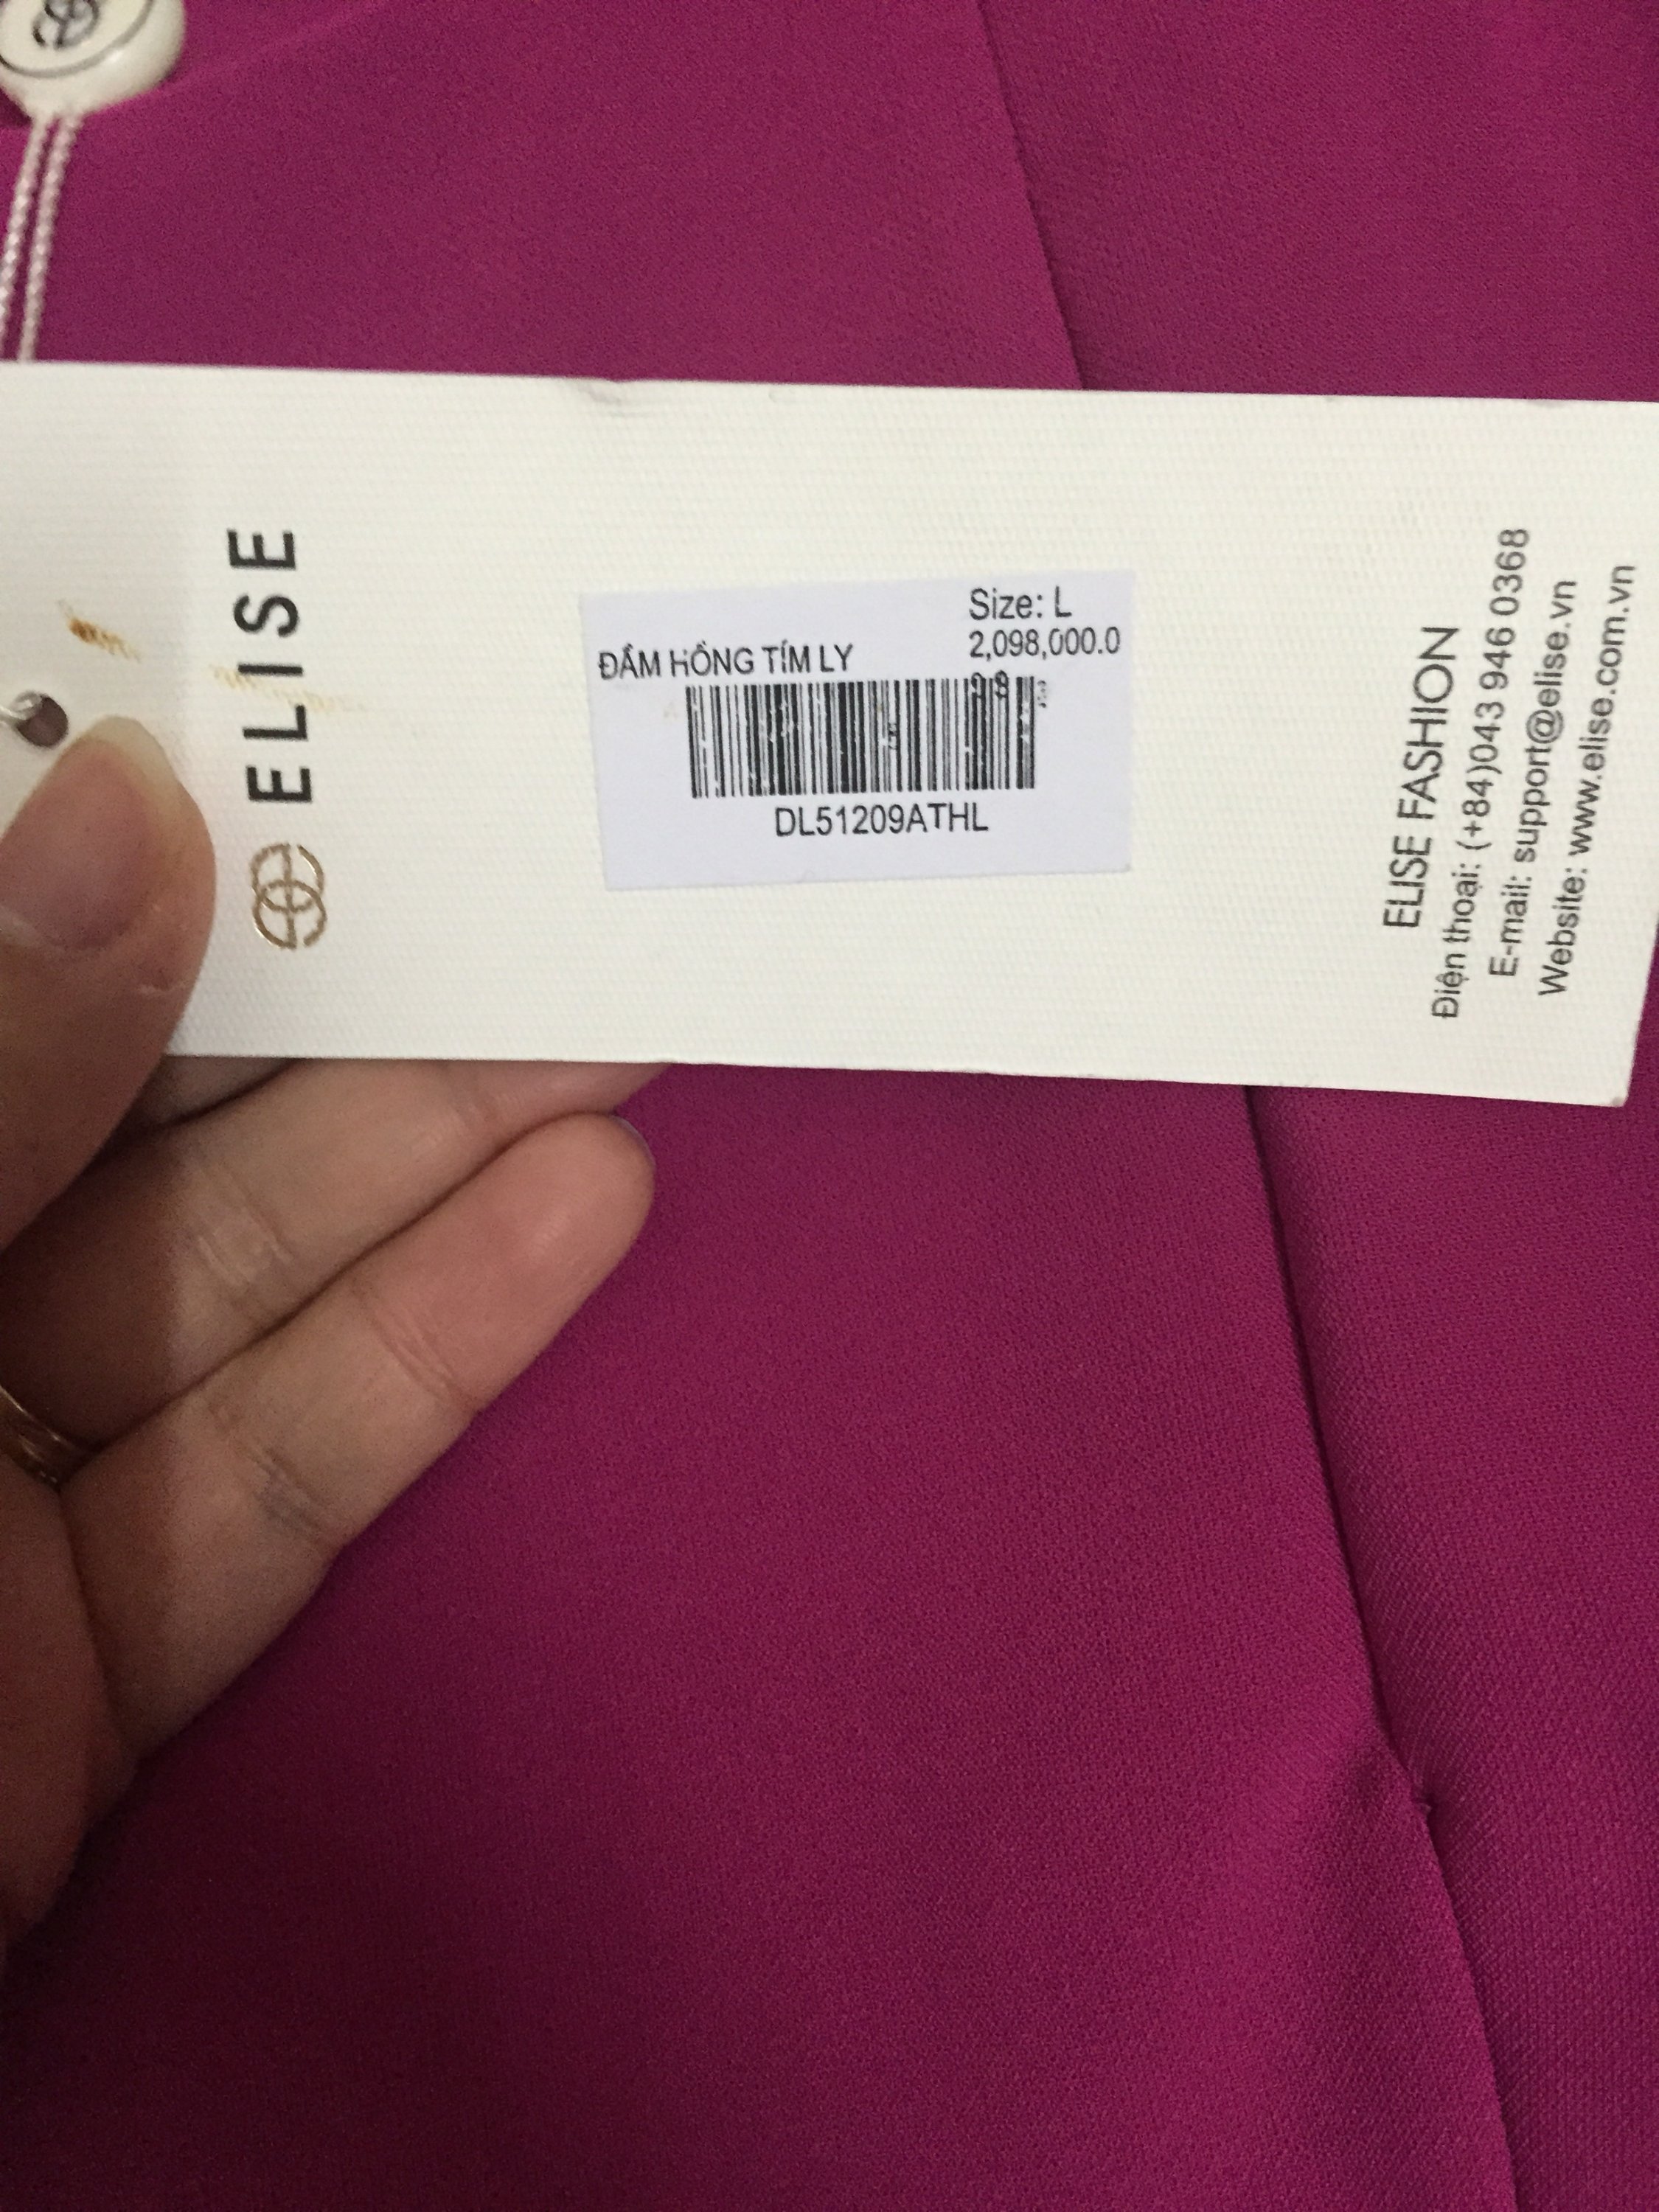 ELISE
Size: L
2,098,000.0
ĐẦM HỒNG TÍM LY
DL51209ATHL
ELISE FASHION
Điện thoại: (+84)043 946 0368
E-mail: support@elise.vn
Website: www.elise.com.vn